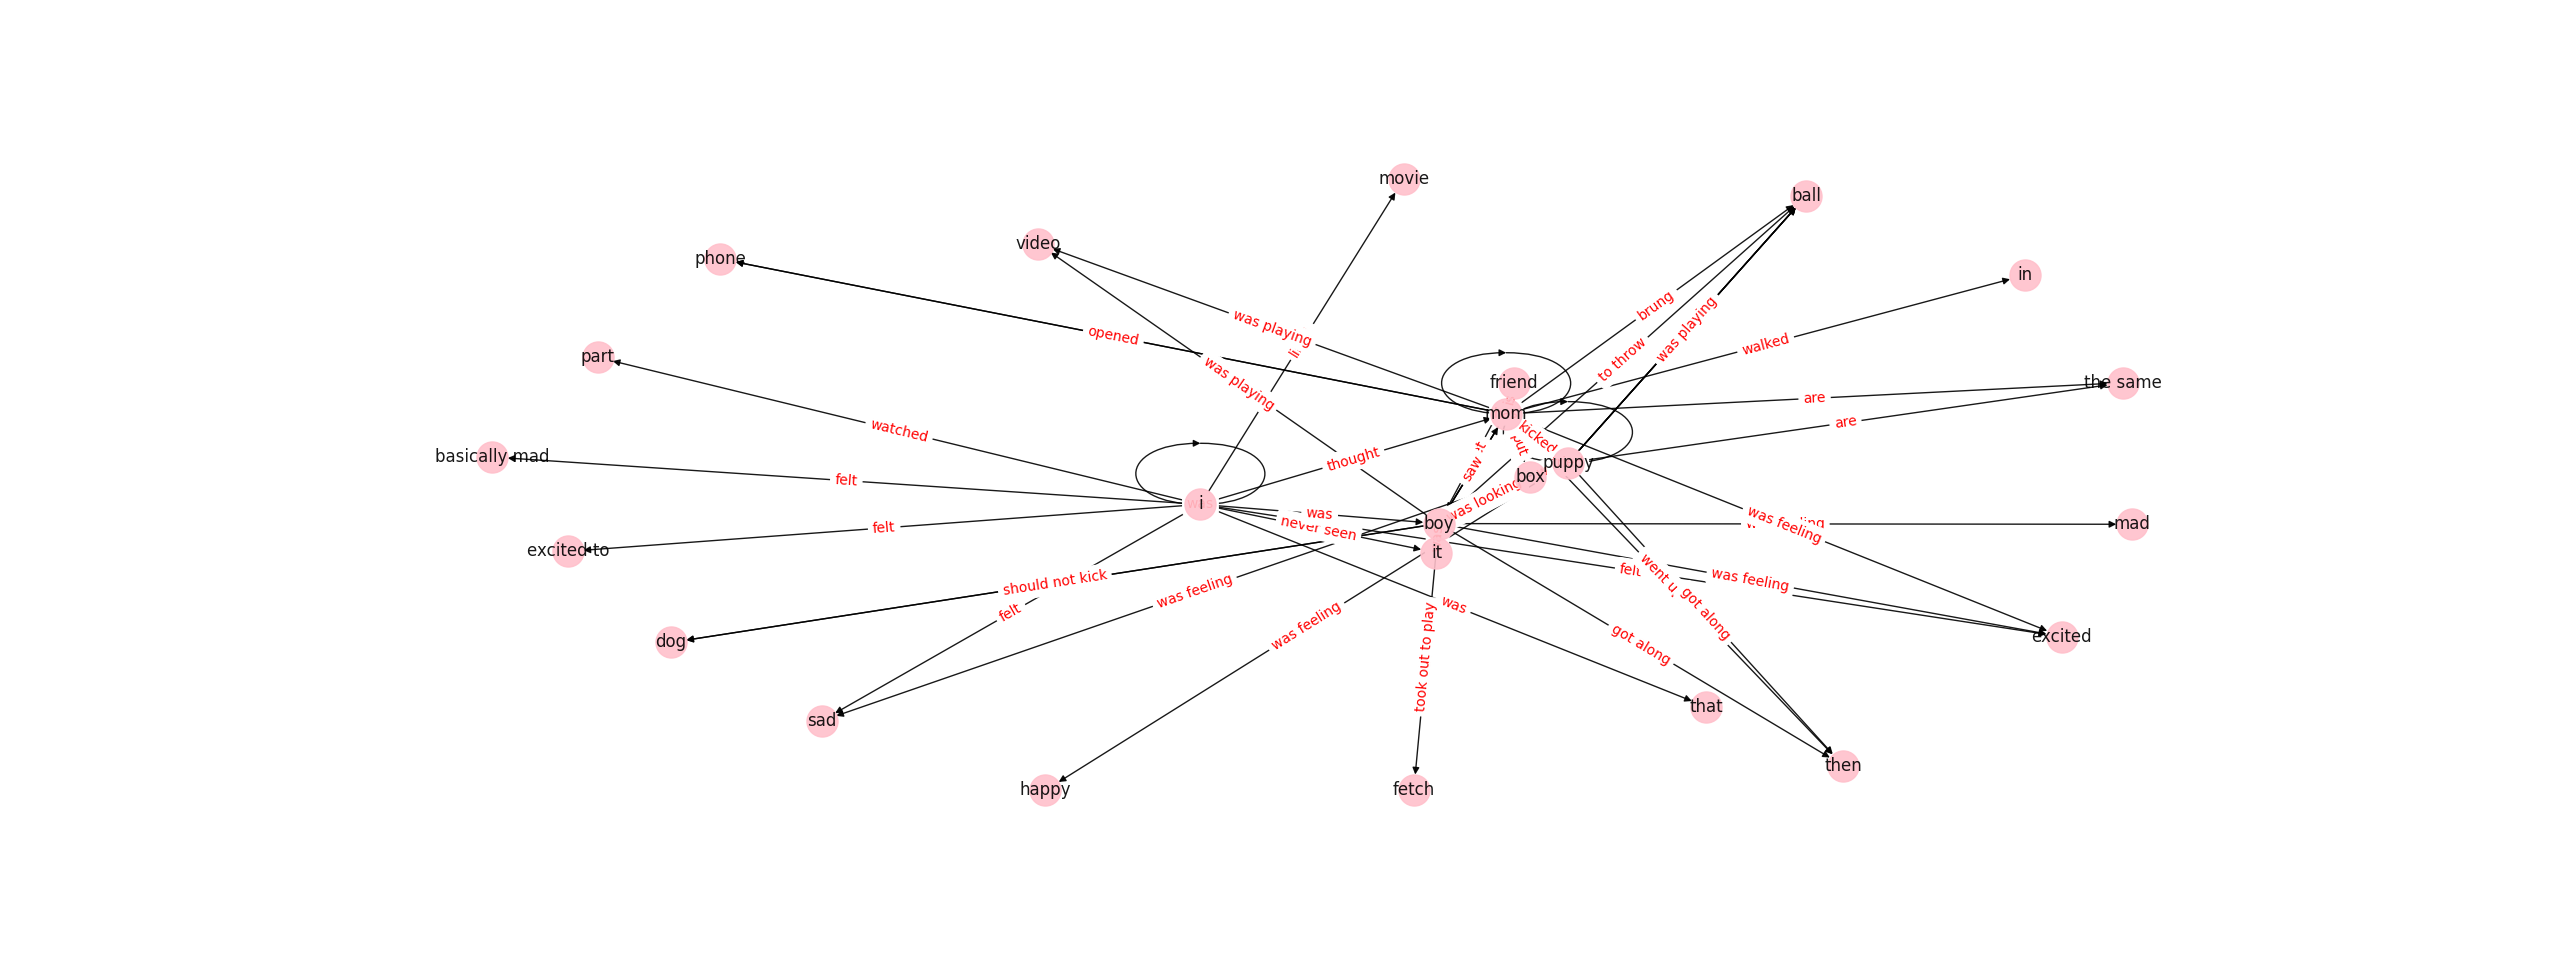 movie
ball
video
phone
in
brung
was playing
was playing
opened
to throw
walked
part
was playing
friend
the same
are
mom
are
watched
kicked
basically mad
thought
saw it
puppy
felt
box
was looking
i
was
boy
mad
was feeling
felt
never seen
excited to
it
felt
was feeling
should not kick
was feeling
got along
felt
was
was feeling
got along
took out to play
excited
dog
that
sad
then
happy
fetch